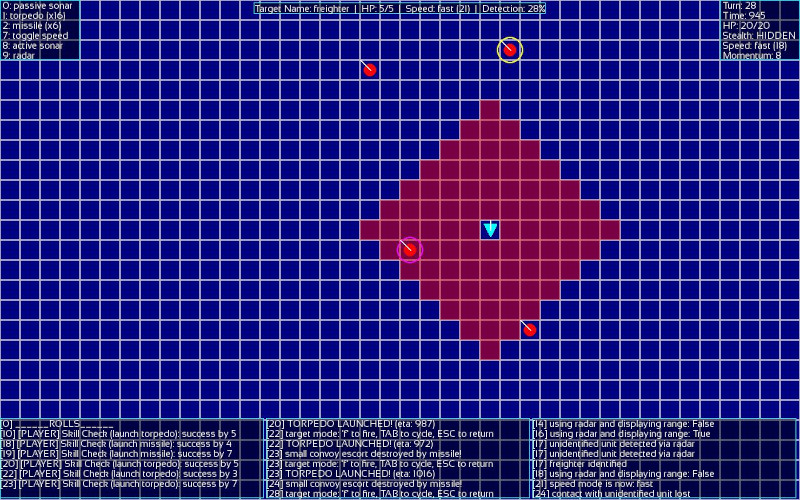 0: passive sonar
1: torpedo (x16)
2: missile (x6)
7: toggle speed
8: active sonar
9: radar
Target Name: freighter | HP: 5/5 | Speed: fast (21) | Detection: 28%
Turn: 28
Time: 945
HP: 20/20
Stealth: HIDDEN
Speed: fast (18)
Momentum: 8
[0] ______ROLLS______
[10] [PLAYER] Skill Check (launch torpedo): success by 5
[18] [PLAYER] Skill Check (launch missile): success by 4
[19] [PLAYER] Skill Check (launch missile): success by 7
[20] [PLAYER] Skill Check (launch torpedo): success by 5
[22] [PLAYER] Skill Check (launch torpedo): success by 3
[23] [PLAYER] Skill Check (launch torpedo): success by 7
[20] TORPEDO LAUNCHED! (eta: 987)
[22] target mode: 'f' to fire, TAB to cycle, ESC to return
[22] TORPEDO LAUNCHED! (eta: 972)
[23] small convoy escort destroyed by missile!
[23] target mode: 'f' to fire, TAB to cycle, ESC to return
[23] TORPEDO LAUNCHED! (eta: 1016)
[24] small convoy escort destroyed by missile!
[28] target mode: 'f' to fire, TAB to cycle, ESC to return
[14] using radar and displaying range: False
[16] using radar and displaying range: True
[17] unidentified unit detected via radar
[17] unidentified unit detected via radar
[17] freighter identified
[18] using radar and displaying range: False
[21] speed mode is now: fast
[24] contact with unidentified unit lost